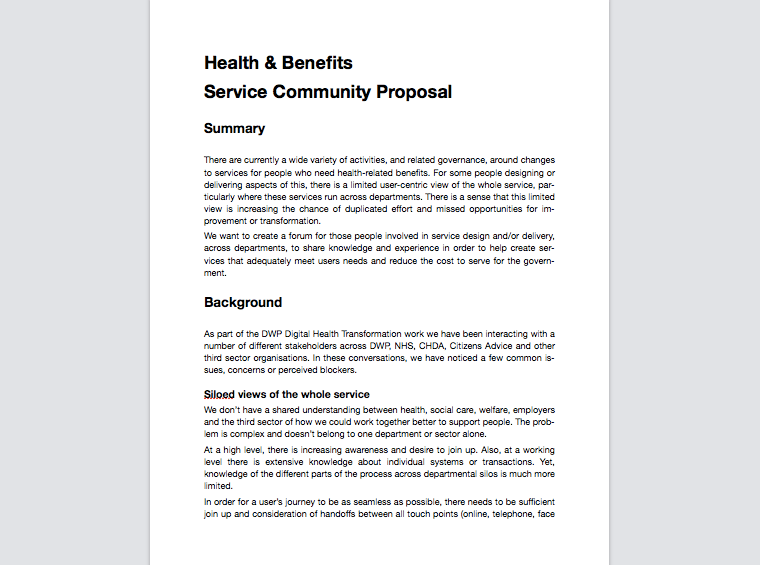 Health & Benefits
Service Community Proposal
Summary
There are currently a wide variety of activities, and related governance, around changes
to services for people who need health-related benefits. For some people designing or
delivering aspects of this, there is a limited user-centric view of the whole service, par-
ticularly where these services run across departments. There is a sense that this limited
view is increasing the chance of duplicated effort and missed opportunities for im-
provement or transformation.
We want to create a forum for those people involved in service design and/or delivery,
across departments, to share knowledge and experience in order to help create ser-
vices that adequately meet users needs and reduce the cost to serve for the govern-
ment.
Background
As part of the DWP Digital Health Transformation work we have been interacting with a
number of different stakeholders across DWP, NHS, CHDA, Citizens Advice and other
third sector organisations. In these conversations, we have noticed a few common is-
sues, concerns or perceived blockers.
Siloed views of the whole service
We don't have a shared understanding between health, social care, welfare, employers
and the third sector of how we could work together better to support people. The prob-
lem is complex and doesn't belong to one department or sector alone.
At a high level, there is increasing awareness and desire to join up. Also, at a working
level there is extensive knowledge about individual systems or transactions. Yet,
knowledge of the different parts of the process across departmental silos is much more
limited.
In order for a user's journey to be as seamless as possible, there needs to be sufficient
join up and consideration of handoffs between all touch points (online, telephone, face